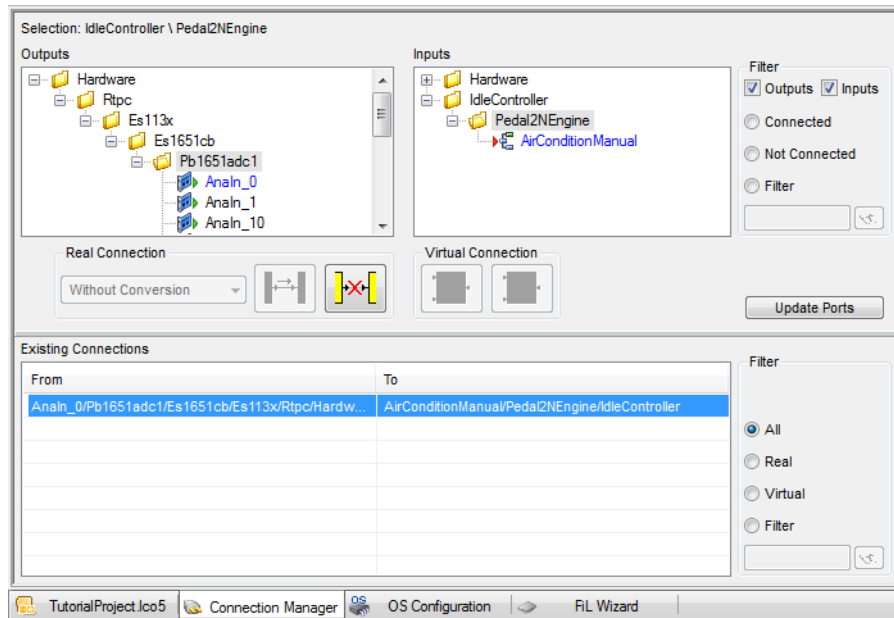 Selection: IdleController \ Pedal2NEngine
Outputs
Inputs
Hardware
Rtpc
Es113x
Es1651cb
Pb1651adc1
AnaIn_0
AnaIn_1
AnaIn_10
Hardware
IdleController
Pedal2NEngine
AirConditionManual
Filter
Outputs Inputs
Connected
Not Connected
Filter
Real Connection
Without Conversion
Virtual Connection
Update Ports
Existing Connections
From To
AnaIn_0/Pb1651adc1/Es1651cb/Es113x/Rtpc/Hardw... AirConditionManual/Pedal2NEngine/IdleController
Filter
All
Real
Virtual
Filter
TutorialProject.lco5 Connection Manager OS OS Configuration FiL Wizard